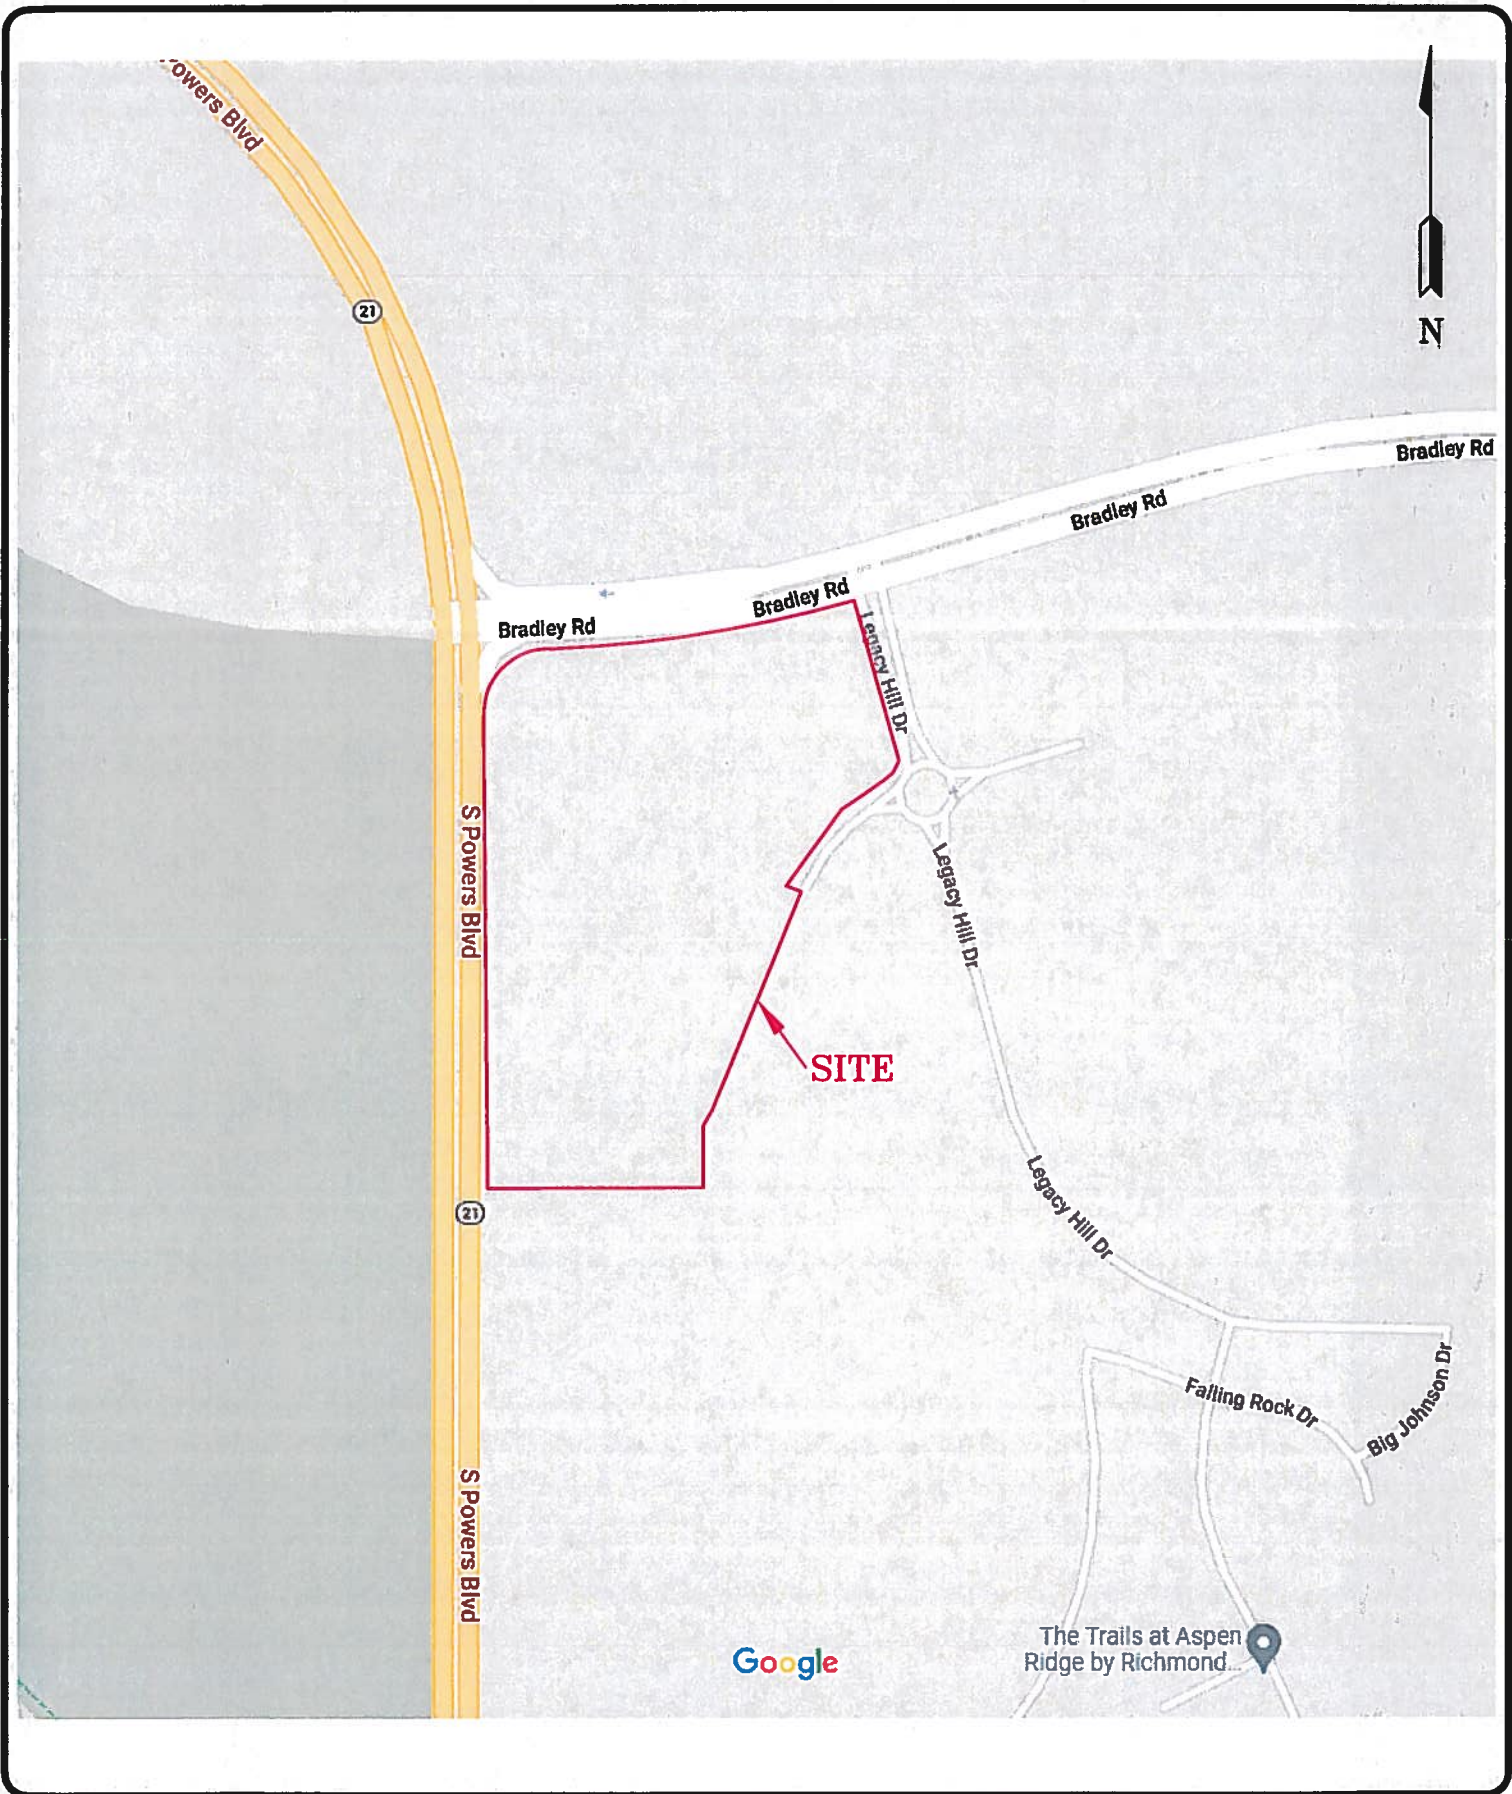 Powers Blvd
21
N
Bradley Rd
Bradley Rd
Bradley Rd
Bradley Rd
Legacy Hill Dr
S Powers Blvd
Legacy Hill Dr
SITE
Legacy Hill Dr
21
Big Johnson Dr
Falling Rock Dr
S Powers Blvd
The Trails at Aspen
Ridge by Richmond...
Google